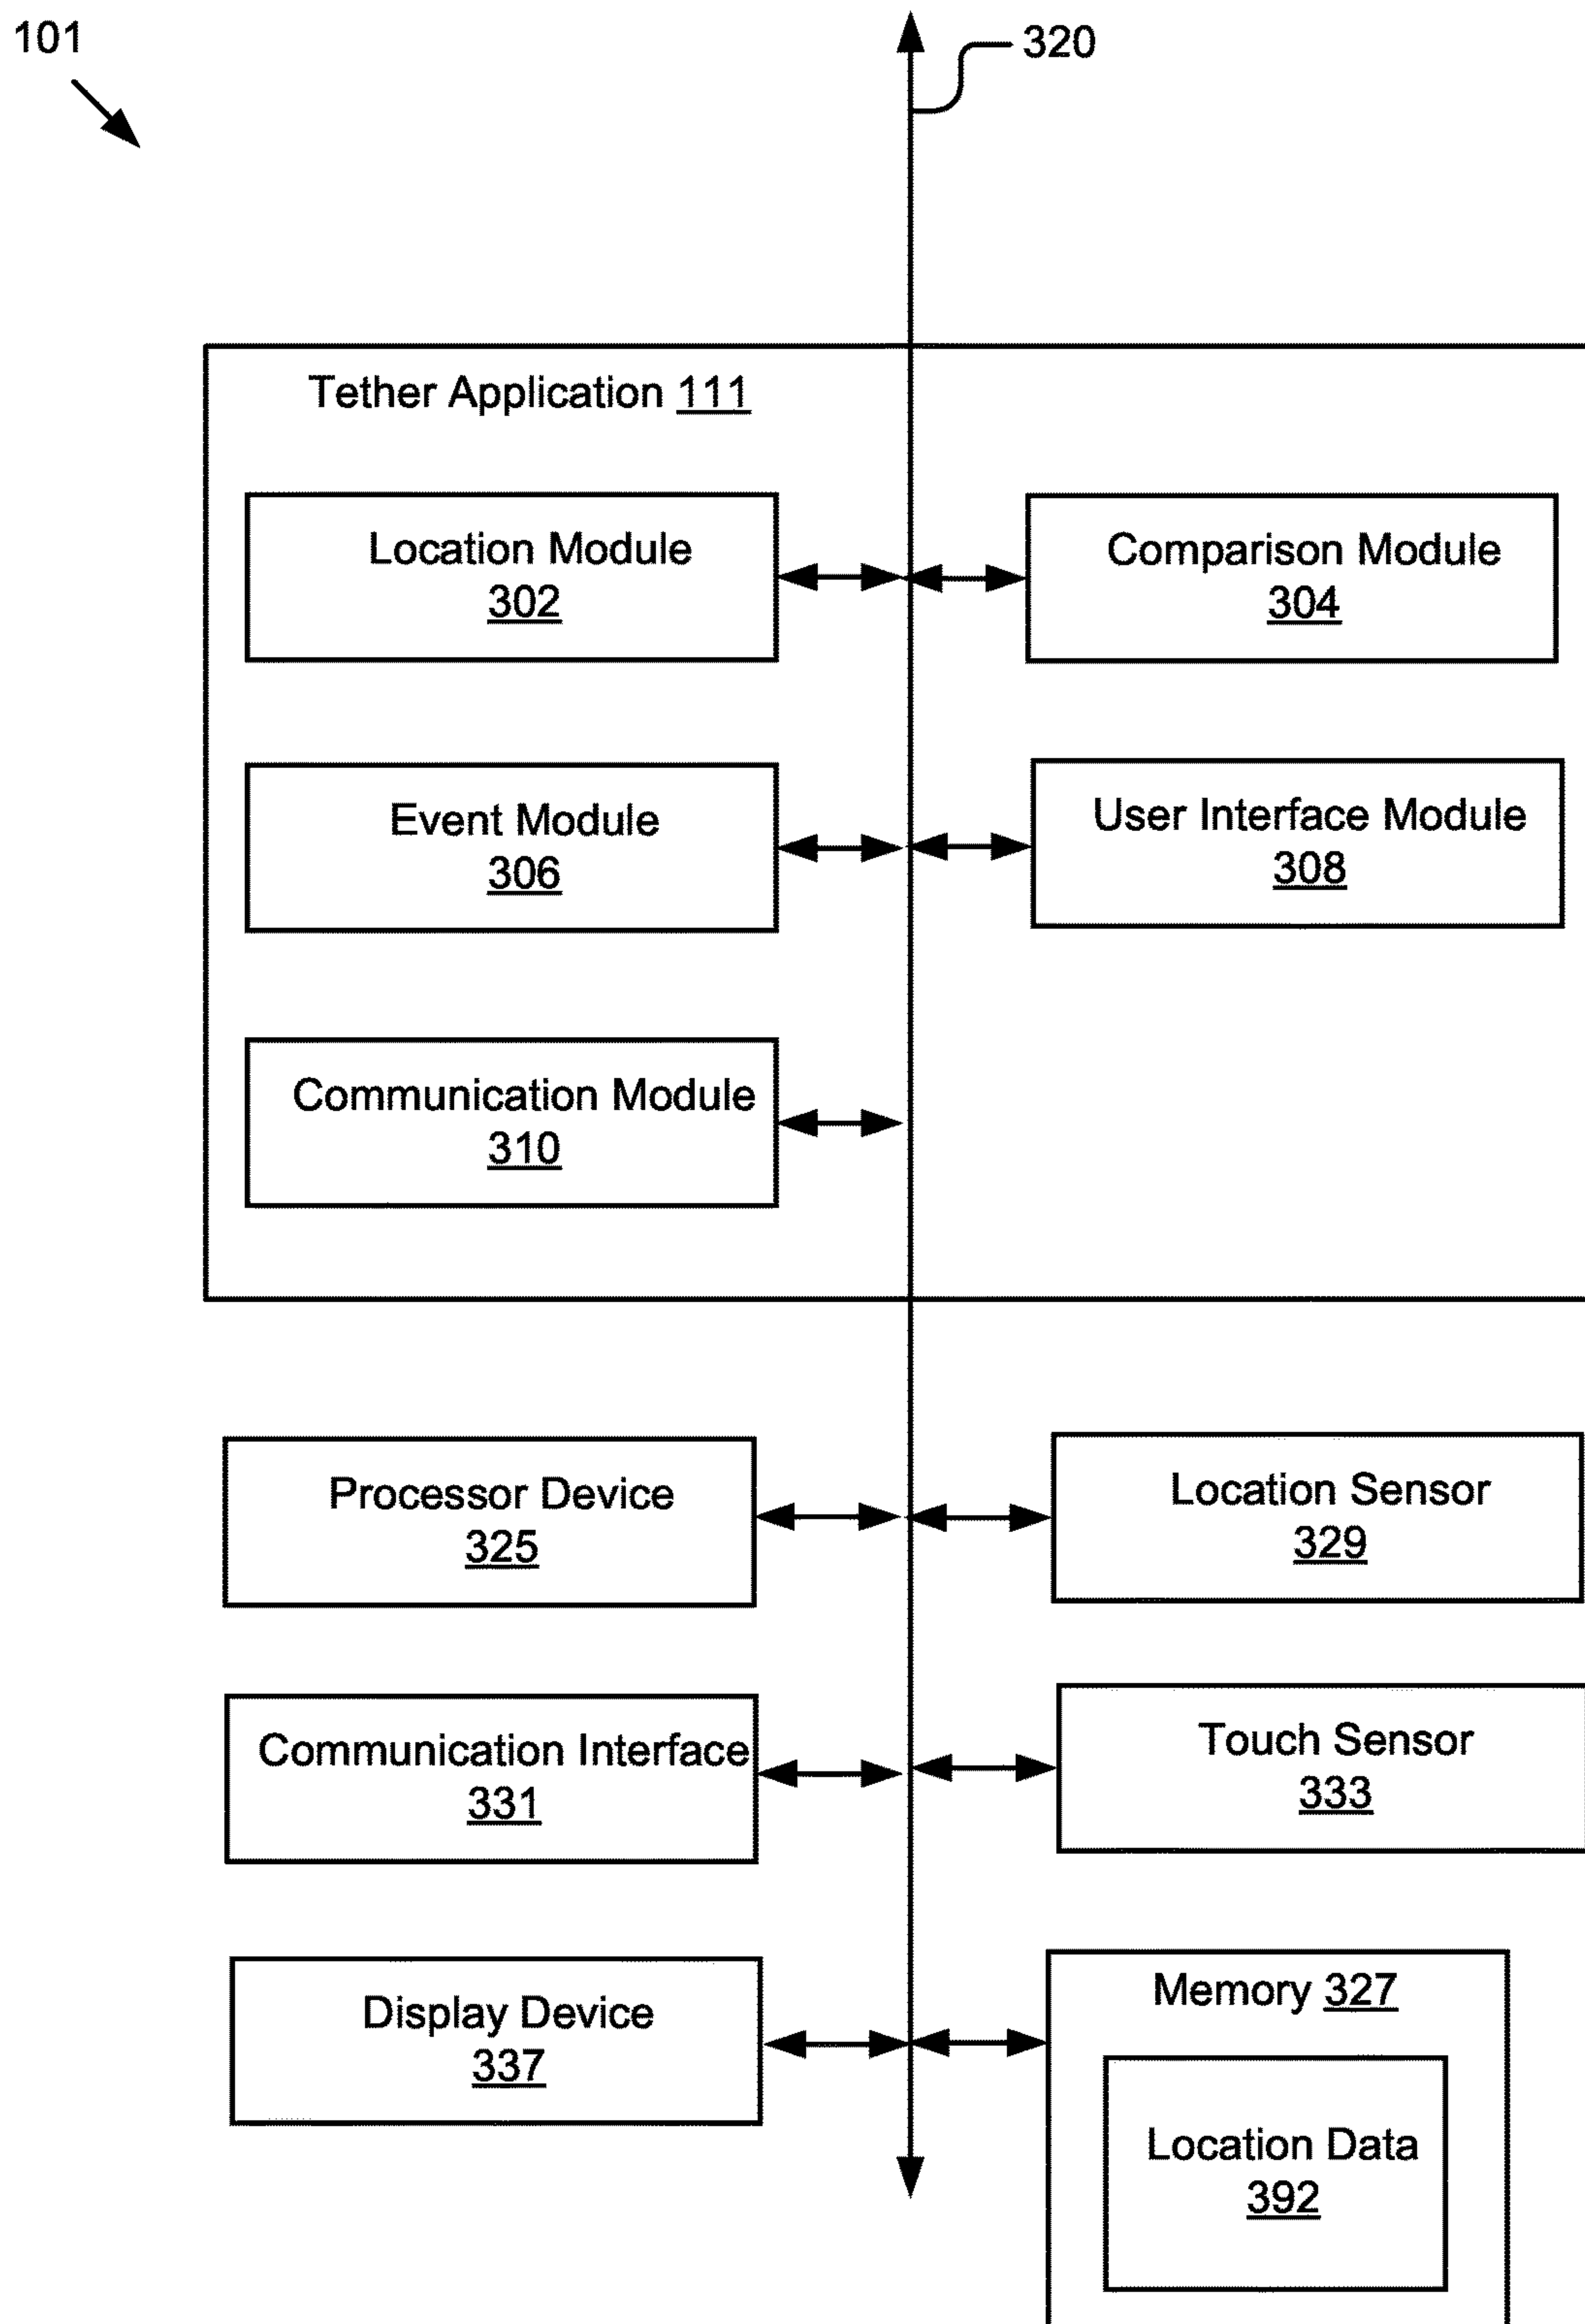 101
320
Tether Application 111
Location Module
302
Comparison Module
304
Event Module
306
User Interface Module
308
Communication Module
310
Processor Device
325
Location Sensor
329
Communication Interface
331
Touch Sensor
333
Display Device
337
Memory 327
Location Data
392